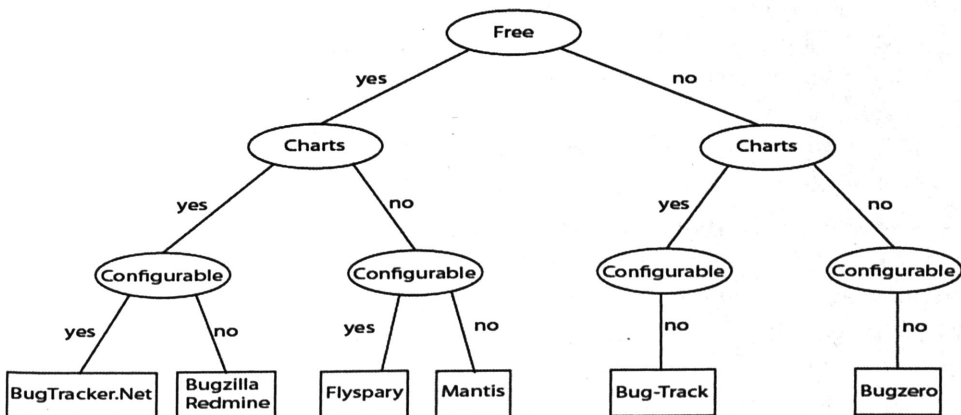 Free
yes
no
Charts
Charts
yes
no
yes
no
Configurable
Configurable
Configurable
Configurable
yes
no
yes
no
no
no
BugTracker.Net
Bugzilla
Redmine
Flyspary
Mantis
Bug-Track
Bugzero